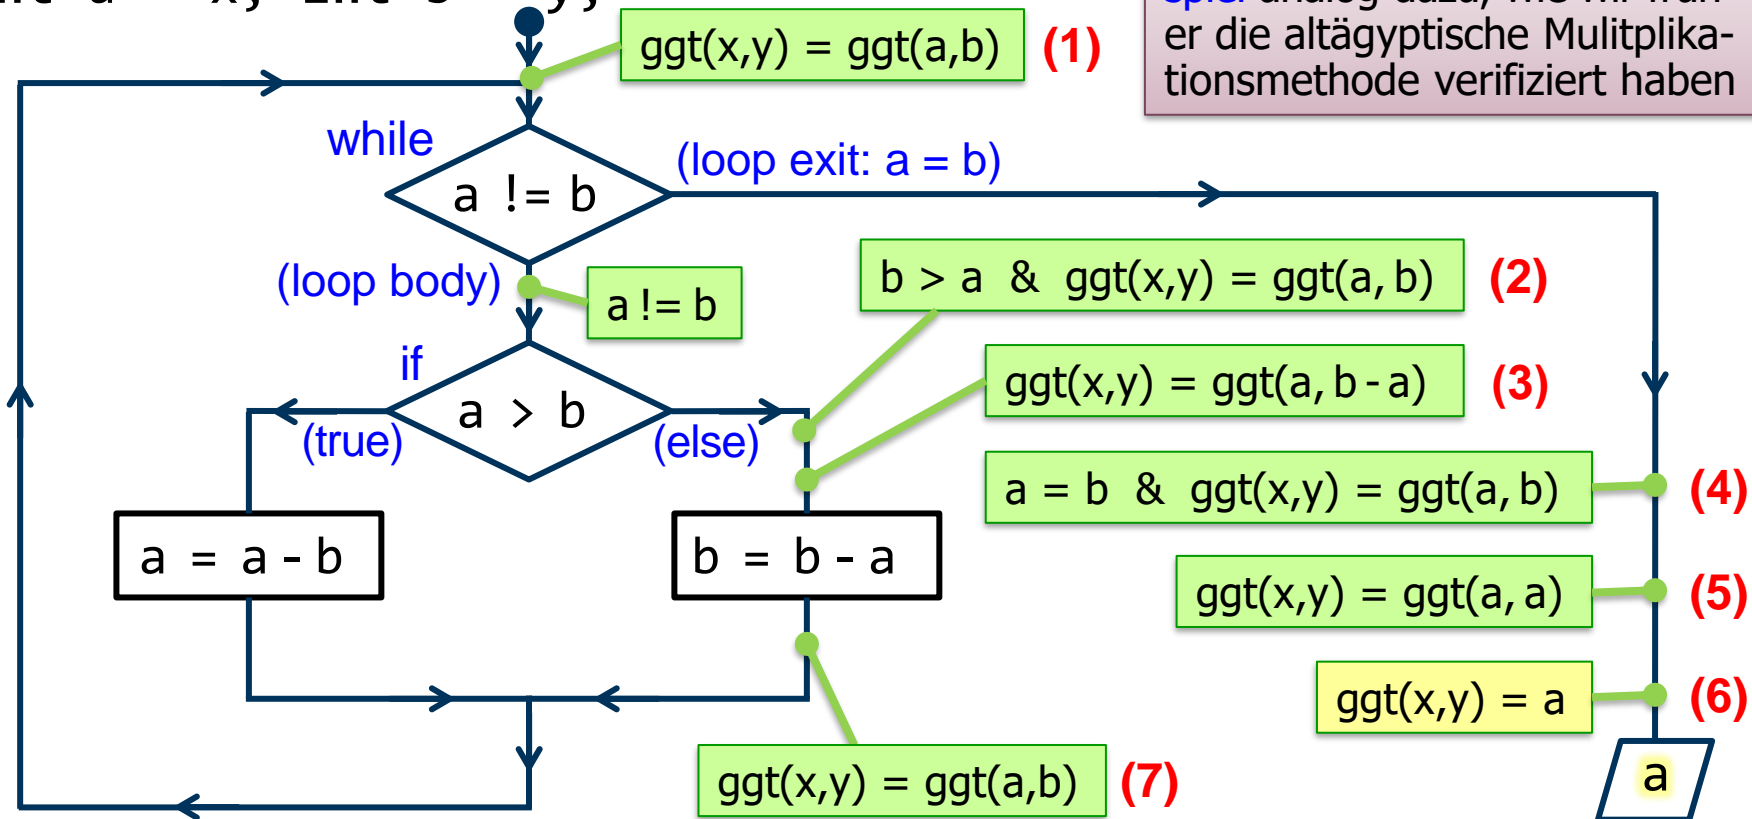 ggt(x,y) = ggt(a,b) (1)
er die altägyptische Mulitplika-
tionsmethode verifiziert haben
while
a != b
(loop exit: a = b)
(loop body)
a != b
b > a & ggt(x,y) = ggt(a, b) (2)
if
a > b
(true)
(else)
ggt(x,y) = ggt(a, b - a) (3)
a = b & ggt(x,y) = ggt(a, b) (4)
a = a - b
b = b - a
ggt(x,y) = ggt(a, a) (5)
ggt(x,y) = a (6)
ggt(x,y) = ggt(a,b) (7)
a